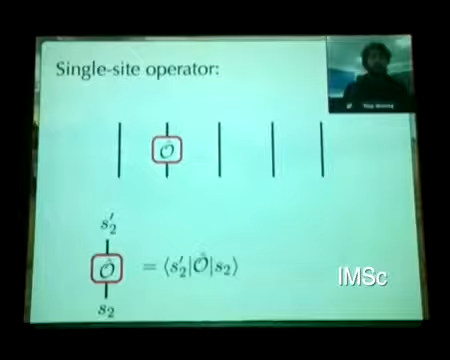 Single-site operator:
Ô
s′₂
Ô = ⟨s′₂|Ô|s₂⟩
s₂
IMSc